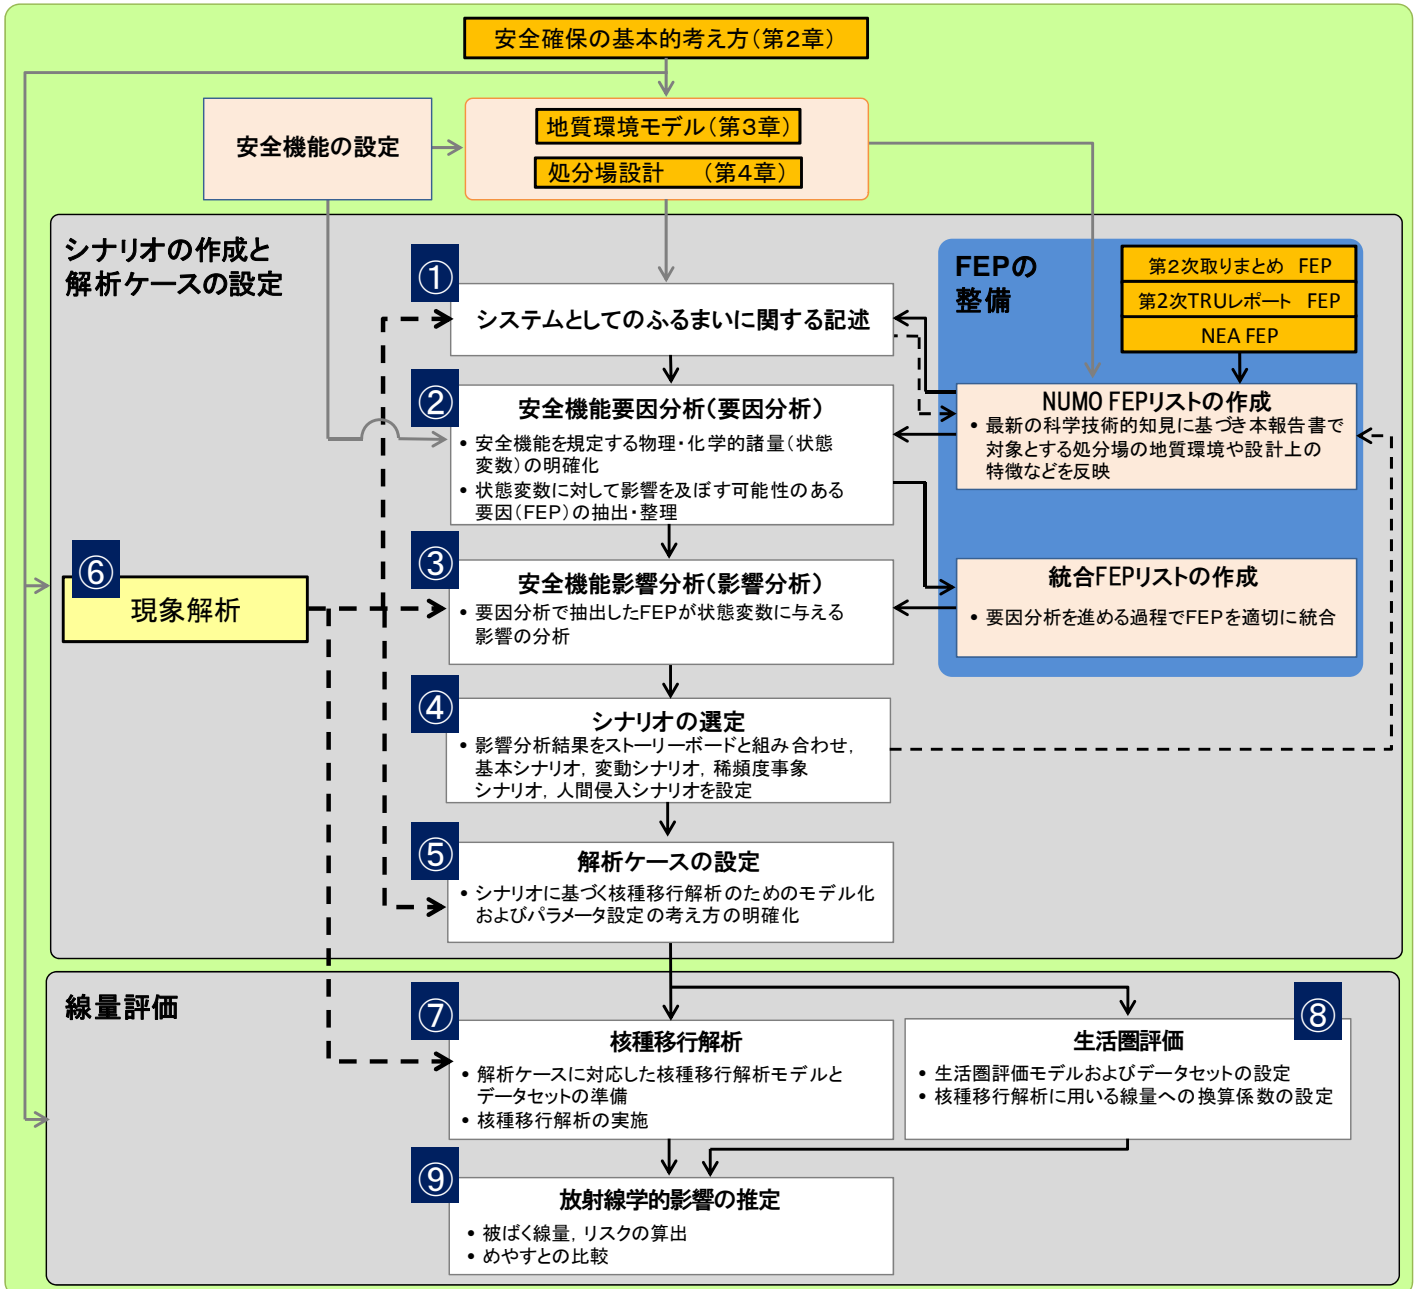 安全確保の基本的考え方(第2章)
安全機能の設定
地質環境モデル(第3章)
処分場設計 (第4章)
シナリオの作成と
解析ケースの設定
FEPの
整備
第2次取りまとめ FEP
第2次TRUレポート FEP
NEA FEP
①
システムとしてのふるまいに関する記述
②
安全機能要因分析(要因分析)
• 安全機能を規定する物理・化学的諸量(状態
変数)の明確化
• 状態変数に対して影響を及ぼす可能性のある
要因(FEP)の抽出・整理
NUMO FEPリストの作成
• 最新の科学技術的知見に基づき本報告書で
対象とする処分場の地質環境や設計上の
特徴などを反映
③
安全機能影響分析(影響分析)
• 要因分析で抽出したFEPが状態変数に与える
影響の分析
統合FEPリストの作成
• 要因分析を進める過程でFEPを適切に統合
⑥
現象解析
④
シナリオの選定
• 影響分析結果をストーリーボードと組み合わせ,
基本シナリオ, 変動シナリオ, 稀頻度事象
シナリオ, 人間侵入シナリオを設定
⑤
解析ケースの設定
• シナリオに基づく核種移行解析のためのモデル化
およびパラメータ設定の考え方の明確化
線量評価
⑦
核種移行解析
• 解析ケースに対応した核種移行解析モデルと
データセットの準備
• 核種移行解析の実施
⑧
生活圏評価
• 生活圏評価モデルおよびデータセットの設定
• 核種移行解析に用いる線量への換算係数の設定
⑨
放射線学的影響の推定
• 被ばく線量, リスクの算出
• めやすとの比較